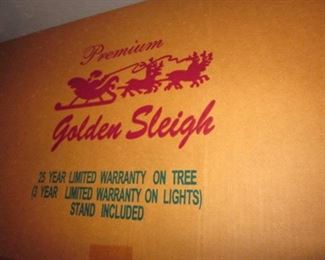 Premium
Golden Sleigh
25 YEAR LIMITED WARRANTY ON TREE
(3 YEAR LIMITED WARRANTY ON LIGHTS)
STAND INCLUDED